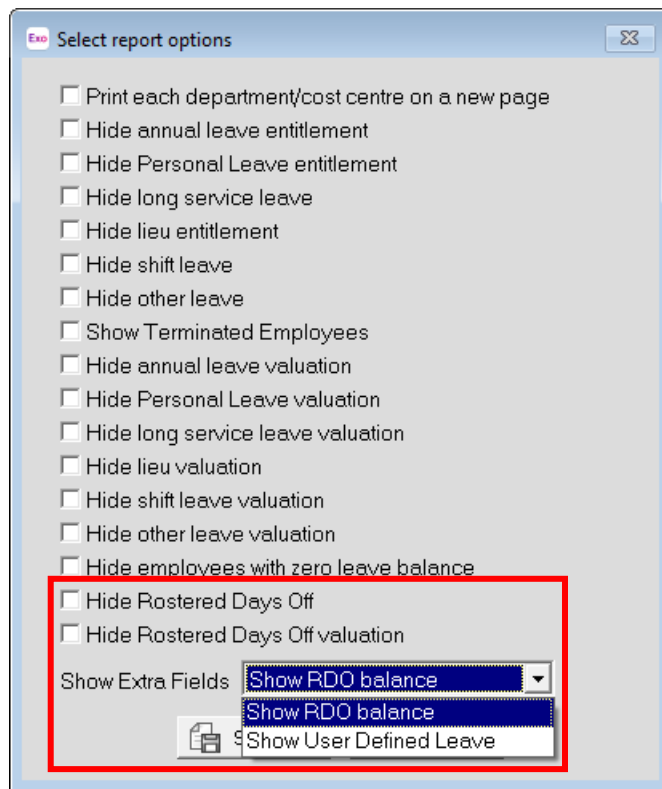 Exo Select report options
Print each department/cost centre on a new page
Hide annual leave entitlement
Hide Personal Leave entitlement
Hide long service leave
Hide lieu entitlement
Hide shift leave
Hide other leave
Show Terminated Employees
Hide annual leave valuation
Hide Personal Leave valuation
Hide long service leave valuation
Hide lieu valuation
Hide shift leave valuation
Hide other leave valuation
Hide employees with zero leave balance
Hide Rostered Days Off
Hide Rostered Days Off valuation
Show Extra Fields Show RDO balance
Show RDO balance
Show User Defined Leave